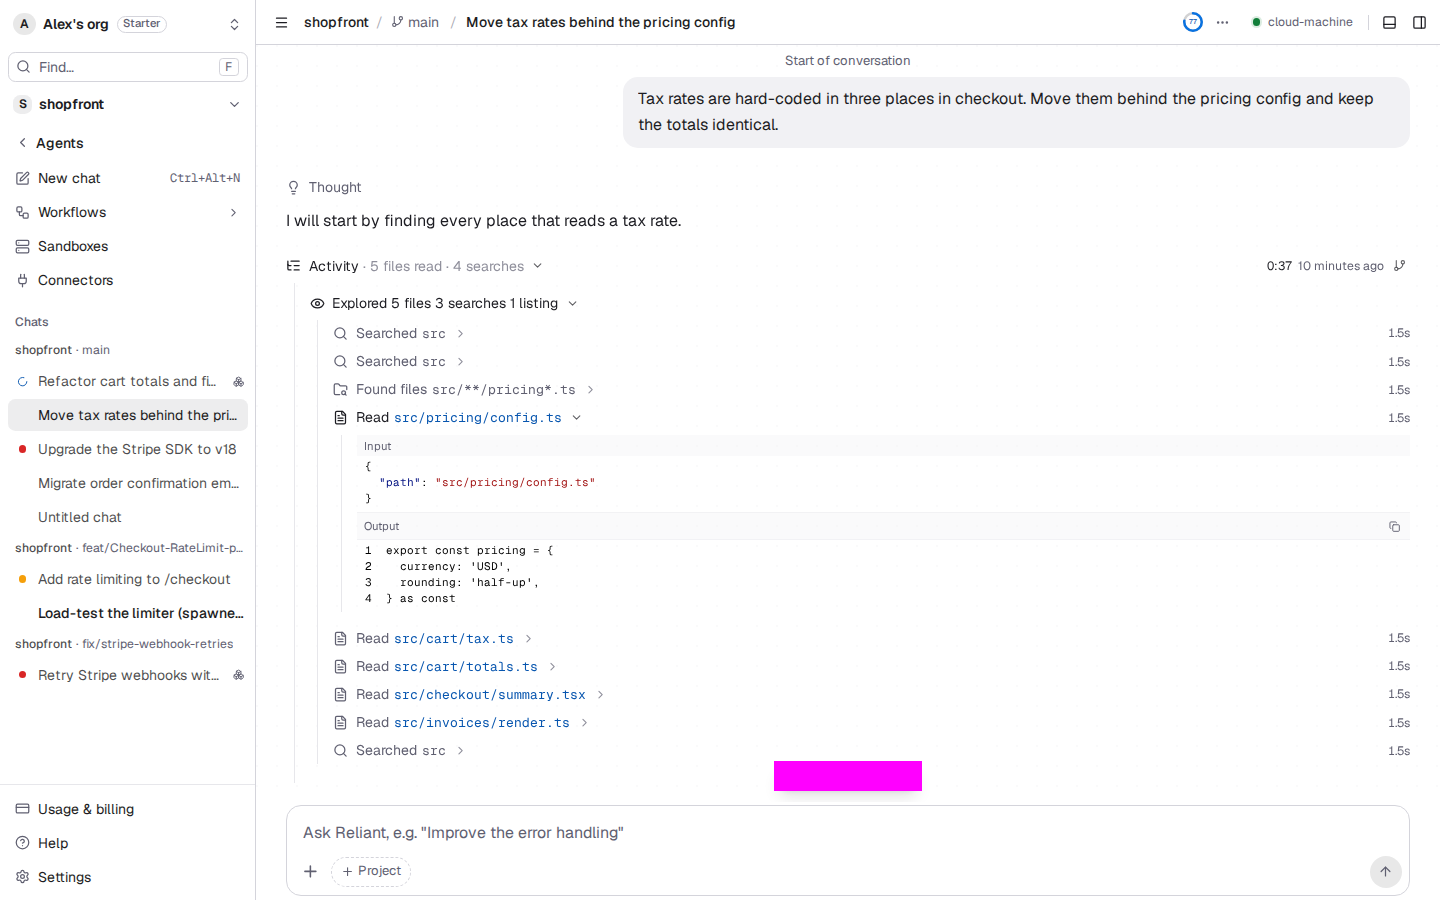 A Alex's org Starter
Find... F
S shopfront
Agents
New chat Ctrl+Alt+N
Workflows
Sandboxes
Connectors
Chats
shopfront · main
Refactor cart totals and fi...
Move tax rates behind the pri...
Upgrade the Stripe SDK to v18
Migrate order confirmation em...
Untitled chat
shopfront · feat/Checkout-RateLimit-p...
Add rate limiting to /checkout
Load-test the limiter (spawne...
shopfront · fix/stripe-webhook-retries
Retry Stripe webhooks wit...
Usage & billing
Help
Settings
shopfront / main / Move tax rates behind the pricing config
77 cloud-machine
Start of conversation
Tax rates are hard-coded in three places in checkout. Move them behind the pricing config and keep
the totals identical.
Thought
I will start by finding every place that reads a tax rate.
Activity · 5 files read · 4 searches 0:37 10 minutes ago
Explored 5 files 3 searches 1 listing
Searched src 1.5s
Searched src 1.5s
Found files src/**/pricing*.ts 1.5s
Read src/pricing/config.ts 1.5s
Input
{
"path": "src/pricing/config.ts"
}
Output
1 export const pricing = {
2 currency: 'USD',
3 rounding: 'half-up',
4 } as const
Read src/cart/tax.ts 1.5s
Read src/cart/totals.ts 1.5s
Read src/checkout/summary.tsx 1.5s
Read src/invoices/render.ts 1.5s
Searched src 1.5s
Ask Reliant, e.g. "Improve the error handling"
Project